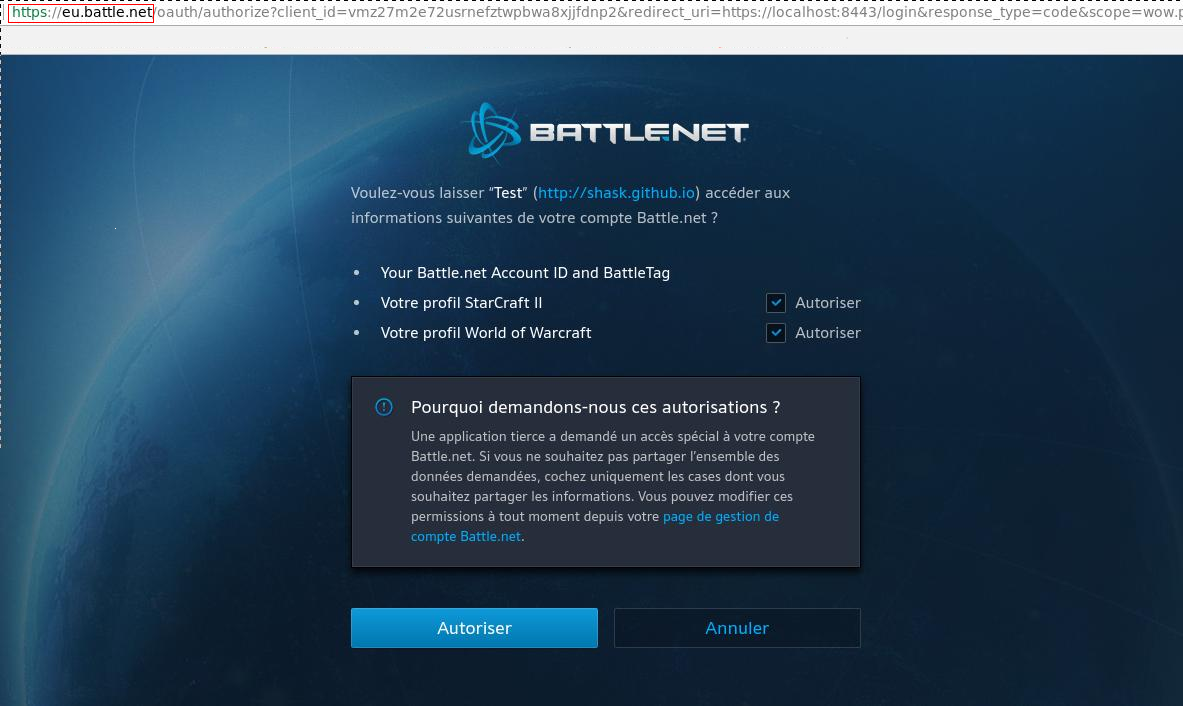 https://eu.battle.net/oauth/authorize?client_id=vmz27m2e72usrnefztwpbwa8xjjfdnp2&redirect_uri=https://localhost:8443/login&response_type=code&scope=wow.p
BATTLE.NET
Voulez-vous laisser “Test” (http://shask.github.io) accéder aux
informations suivantes de votre compte Battle.net ?
• Your Battle.net Account ID and BattleTag
• Votre profil StarCraft II Autoriser
• Votre profil World of Warcraft Autoriser
Pourquoi demandons-nous ces autorisations ?
Une application tierce a demandé un accès spécial à votre compte
Battle.net. Si vous ne souhaitez pas partager l’ensemble des
données demandées, cochez uniquement les cases dont vous
souhaitez partager les informations. Vous pouvez modifier ces
permissions à tout moment depuis votre page de gestion de
compte Battle.net.
Autoriser Annuler